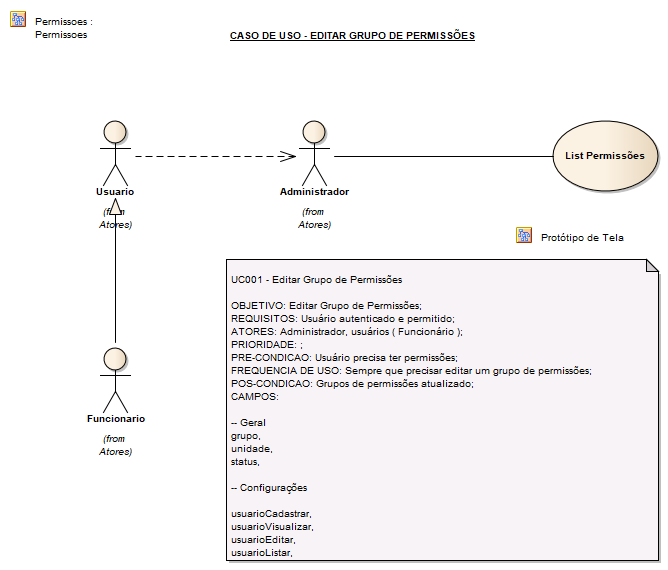 Permissoes :
Permissoes
CASO DE USO - EDITAR GRUPO DE PERMISSÕES
Usuario
(from
Atores)
Administrador
(from
Atores)
List Permissões
Protótipo de Tela
UC001 - Editar Grupo de Permissões
OBJETIVO: Editar Grupo de Permissões;
REQUISITOS: Usuário autenticado e permitido;
ATORES: Administrador, usuários ( Funcionário );
PRIORIDADE: ;
PRE-CONDICAO: Usuário precisa ter permissões;
FREQUENCIA DE USO: Sempre que precisar editar um grupo de permissões;
POS-CONDICAO: Grupos de permissões atualizado;
CAMPOS:
-- Geral
grupo,
unidade,
status,
-- Configurações
usuarioCadastrar,
usuarioVisualizar,
usuarioEditar,
usuarioListar,
Funcionario
(from
Atores)